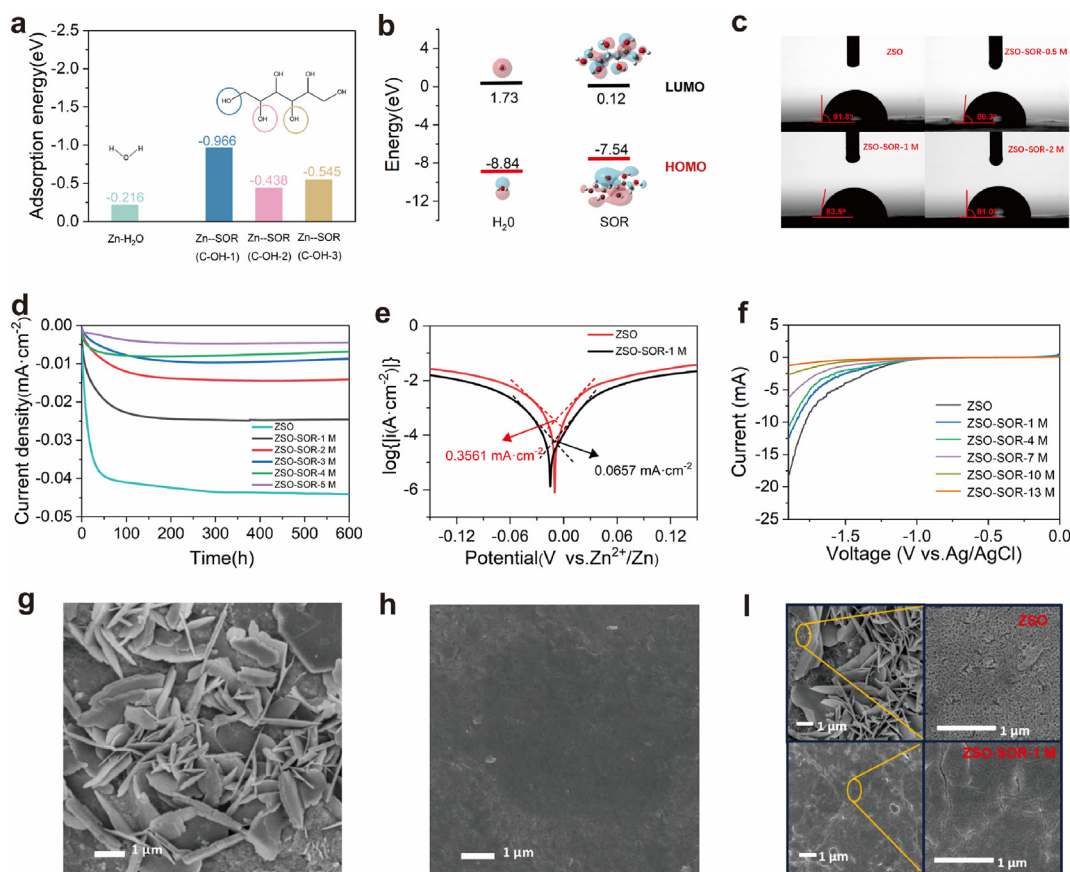 a
Adsorption energy(eV)
-2.5
-2.0
-1.5
-1.0
-0.5
0.0
OH
OH
OH
HO
OH
OH
H
H
O
-0.216
-0.966
-0.438
-0.545
Zn-H2O
Zn--SOR
(C-OH-1)
Zn--SOR
(C-OH-2)
Zn--SOR
(C-OH-3)
b
Energy(eV)
4
0
-4
-8
-12
1.73
0.12
LUMO
-8.84
-7.54
HOMO
H20
SOR
c
ZSO
91.85
ZSO-SOR-0.5 M
ZSO-SOR-1 M
83.5°
ZSO-SOR-2 M
d
Current density(mA·cm-2)
0.00
-0.01
-0.02
-0.03
-0.04
-0.05
ZSO
ZSO-SOR-1 M
ZSO-SOR-2 M
ZSO-SOR-3 M
ZSO-SOR-4 M
ZSO-SOR-5 M
0
100
200
300
400
500
600
Time(h)
e
log{[i(A·cm-2)]}
0
-2
-4
-6
ZSO
ZSO-SOR-1 M
0.3561 mA·cm-2
0.0657 mA·cm-2
-0.12
-0.06
0.00
0.06
0.12
Potential(V vs.Zn2+/Zn)
f
Current (mA)
5
0
-5
-10
-15
-20
-25
ZSO
ZSO-SOR-1 M
ZSO-SOR-4 M
ZSO-SOR-7 M
ZSO-SOR-10 M
ZSO-SOR-13 M
-1.5
-1.0
-0.5
0.0
Voltage (V vs.Ag/AgCl)
g
1 μm
h
1 μm
I
ZSO
1 μm
1 μm
ZSO-SOR-1 M
1 μm
1 μm